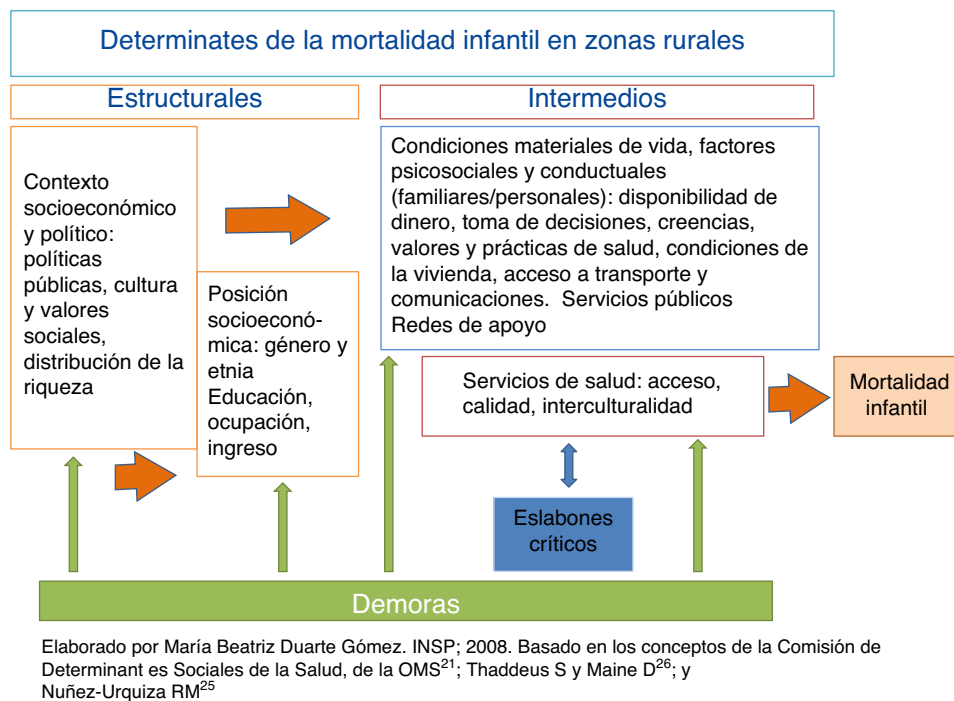 Determinates de la mortalidad infantil en zonas rurales
Estructurales
Intermedios
Contexto
socioeconómico
y político:
políticas
públicas, cultura
y valores
sociales,
distribución de la
riqueza
Posición
socioeconó-
mica: género y
etnia
Educación,
ocupación,
ingreso
Condiciones materiales de vida, factores
psicosociales y conductuales
(familiares/personales): disponibilidad de
dinero, toma de decisiones, creencias,
valores y prácticas de salud, condiciones de
la vivienda, acceso a transporte y
comunicaciones. Servicios públicos
Redes de apoyo
Servicios de salud: acceso,
calidad, interculturalidad
Mortalidad
infantil
Eslabones
críticos
Demoras
Elaborado por María Beatriz Duarte Gómez. INSP; 2008. Basado en los conceptos de la Comisión de
Determinant es Sociales de la Salud, de la OMS21; Thaddeus S y Maine D26; y
Nuñez-Urquiza RM25